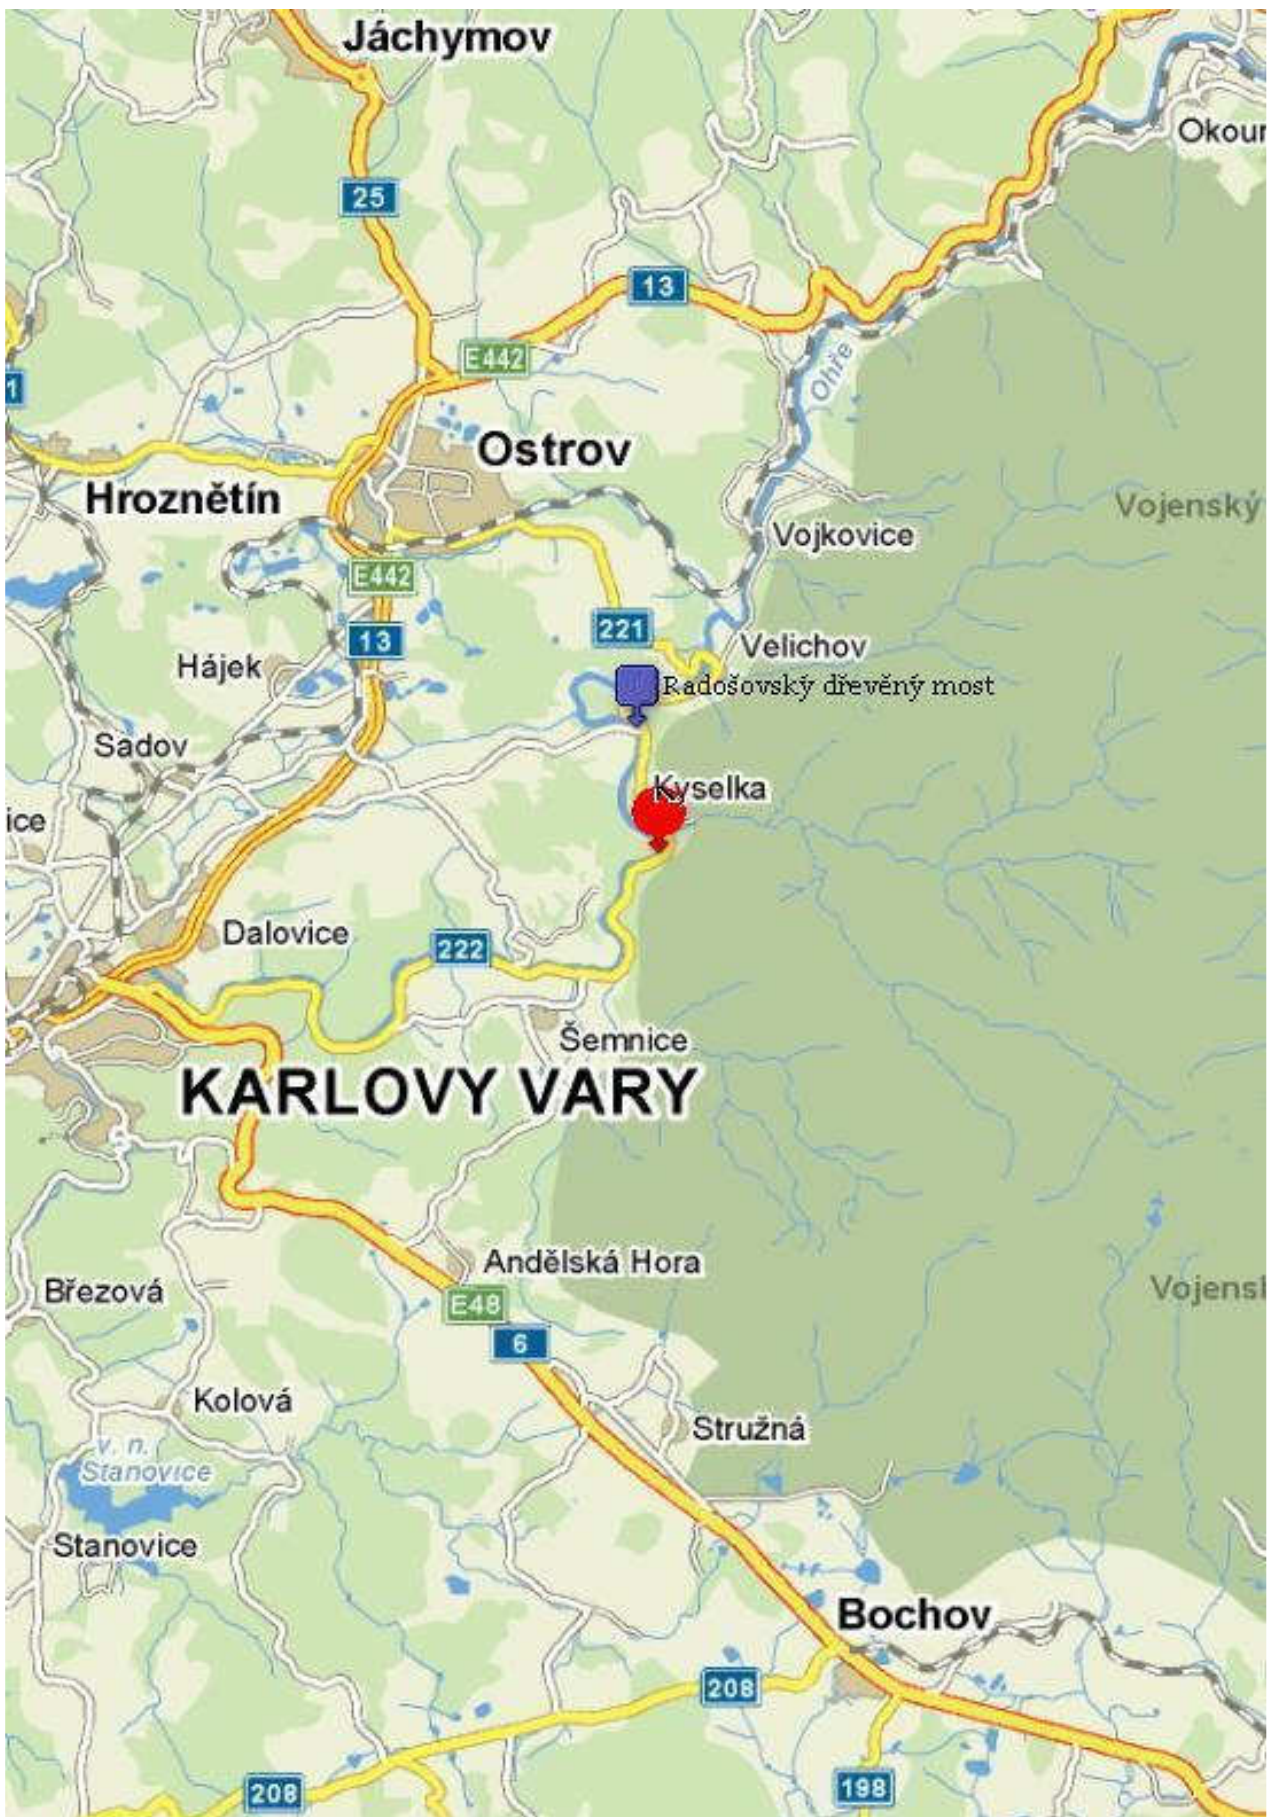 Jáchymov
Okour
25
13
E442
1
Ohře
Ostrov
Hroznětín
Vojenský
Vojkovice
E442
221
13
Velichov
Hájek
Radošovský dřevěný most
Sadov
Kyselka
ice
Dalovice
222
Šemnice
KARLOVY VARY
Andělská Hora
Březová
E48
Vojensk
6
Kolová
Stružná
v. n.
Stanovice
Stanovice
Bochov
208
208
198